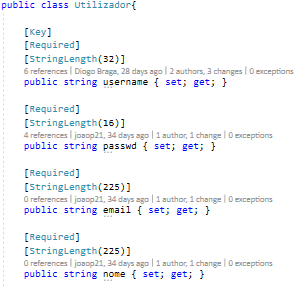 public class Utilizador{
[Key]
[Required]
[StringLength(32)]
6 references | Diogo Braga, 28 days ago | 2 authors, 3 changes | 0 exceptions
public string username { set; get; }
[Required]
[StringLength(16)]
4 references | joaop21, 34 days ago | 1 author, 1 change | 0 exceptions
public string passwd { set; get; }
[Required]
[StringLength(225)]
0 references | joaop21, 34 days ago | 1 author, 1 change | 0 exceptions
public string email { set; get; }
[Required]
[StringLength(225)]
0 references | joaop21, 34 days ago | 1 author, 1 change | 0 exceptions
public string nome { set; get; }